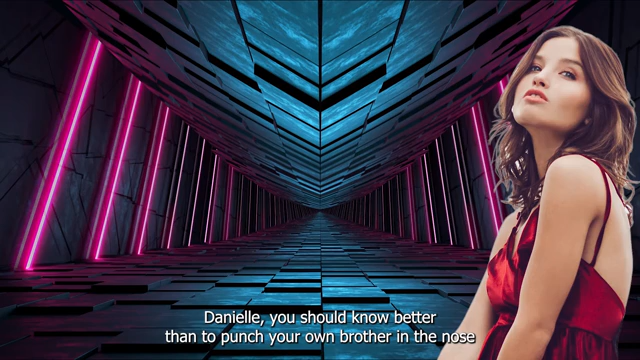 Danielle, you should know better
than to punch your own brother in the nose